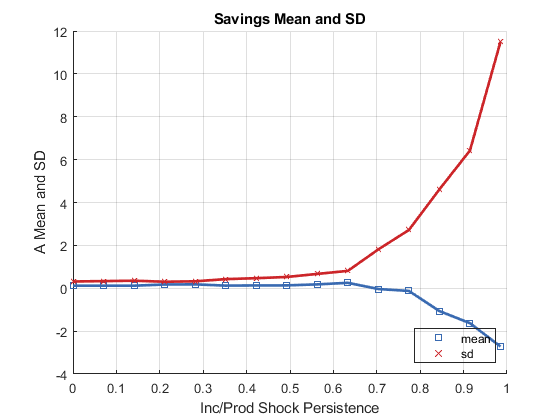 Savings Mean and SD
12
10
8
6
4
2
0
-2
-4
A Mean and SD
mean
sd
0 0.1 0.2 0.3 0.4 0.5 0.6 0.7 0.8 0.9 1
Inc/Prod Shock Persistence